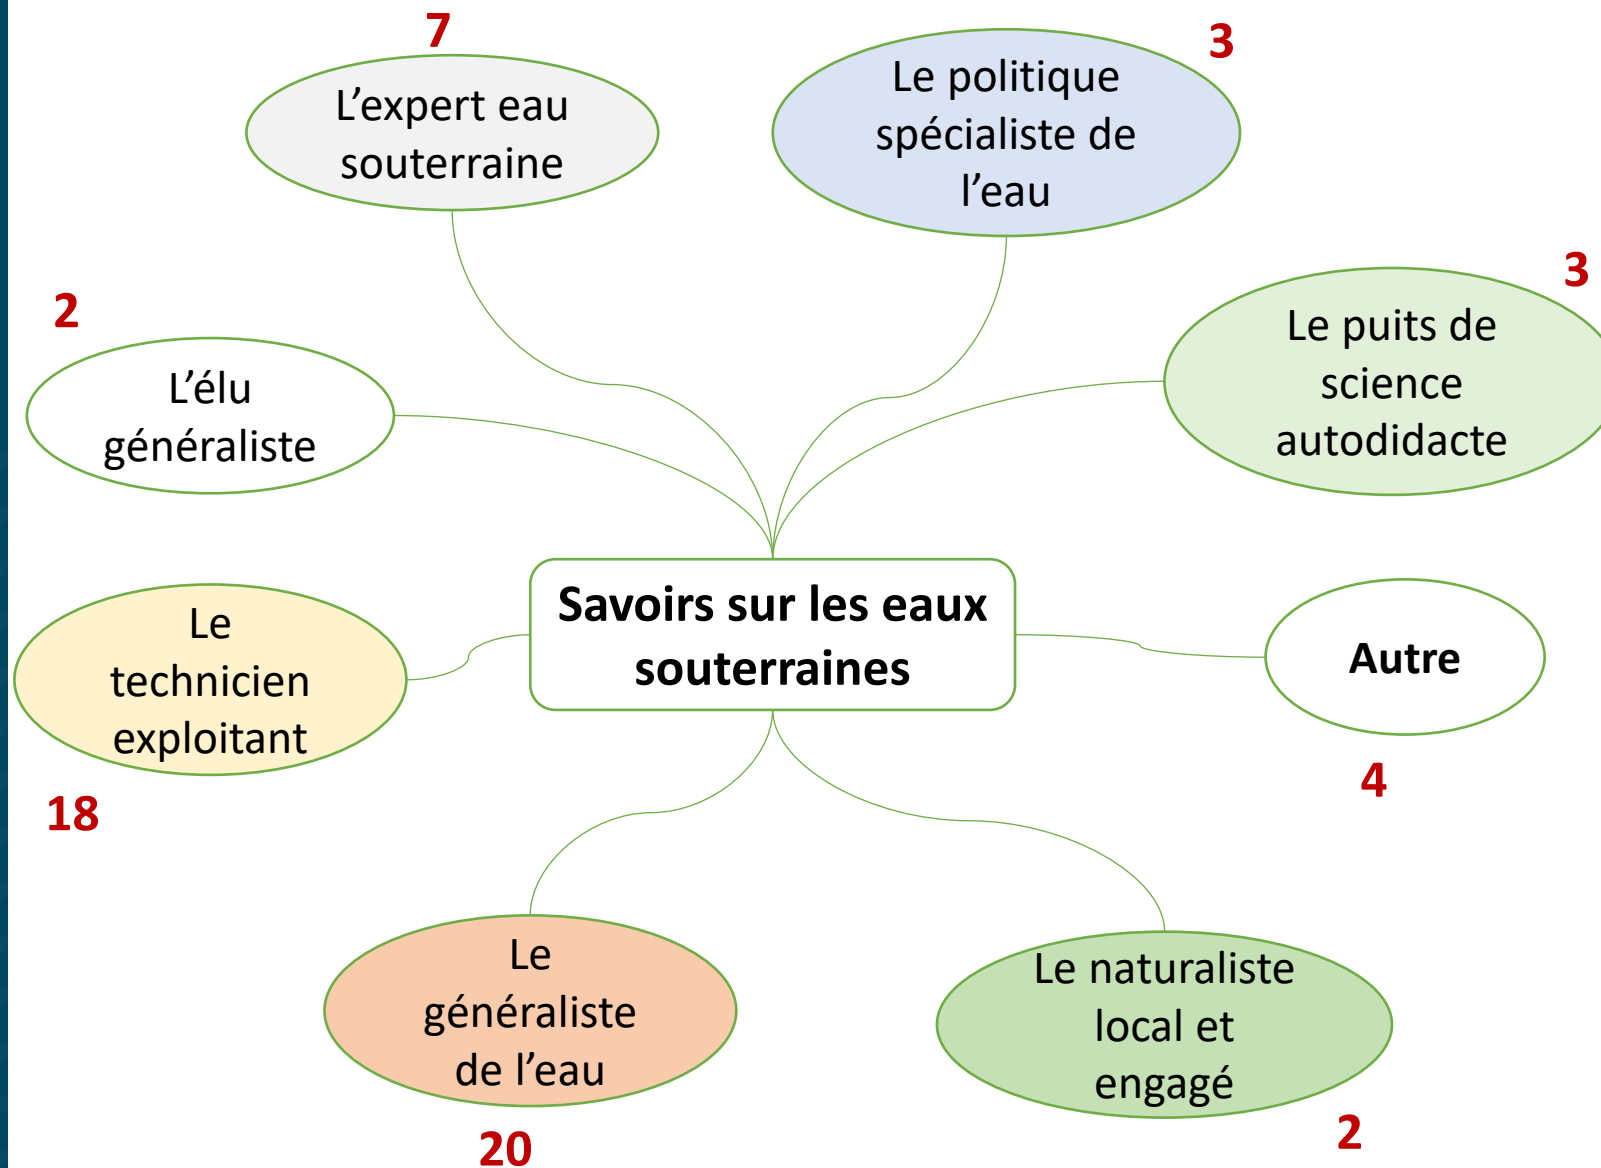 7
L’expert eau
souterraine
3
Le politique
spécialiste de
l’eau
3
Le puits de
science
autodidacte
2
L’élu
généraliste
Savoirs sur les eaux
souterraines
Le
technicien
exploitant
18
Autre
4
Le
généraliste
de l’eau
20
Le naturaliste
local et
engagé
2